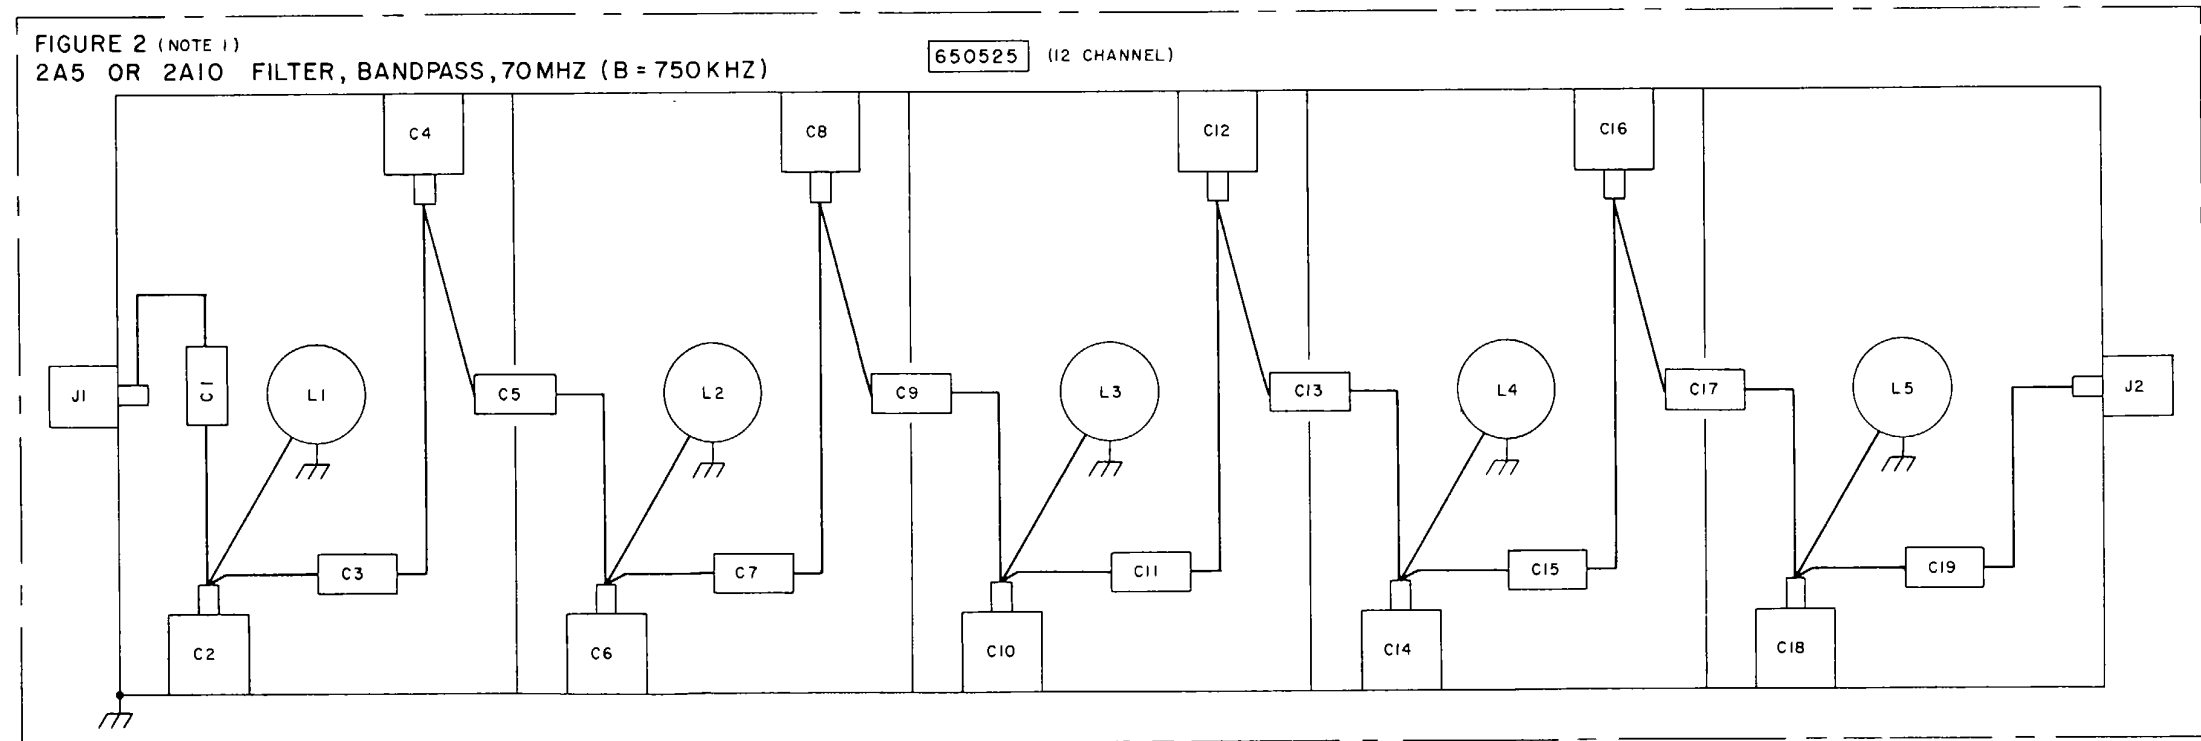 FIGURE 2 (NOTE 1)
2A5 OR 2A10 FILTER, BANDPASS, 70MHZ (B = 750KHZ)
650525 (12 CHANNEL)
C4
C8
C12
C16
J1
C1
L1
C5
L2
C9
L3
C13
L4
C17
L5
J2
C3
C7
C11
C15
C19
C2
C6
C10
C14
C18